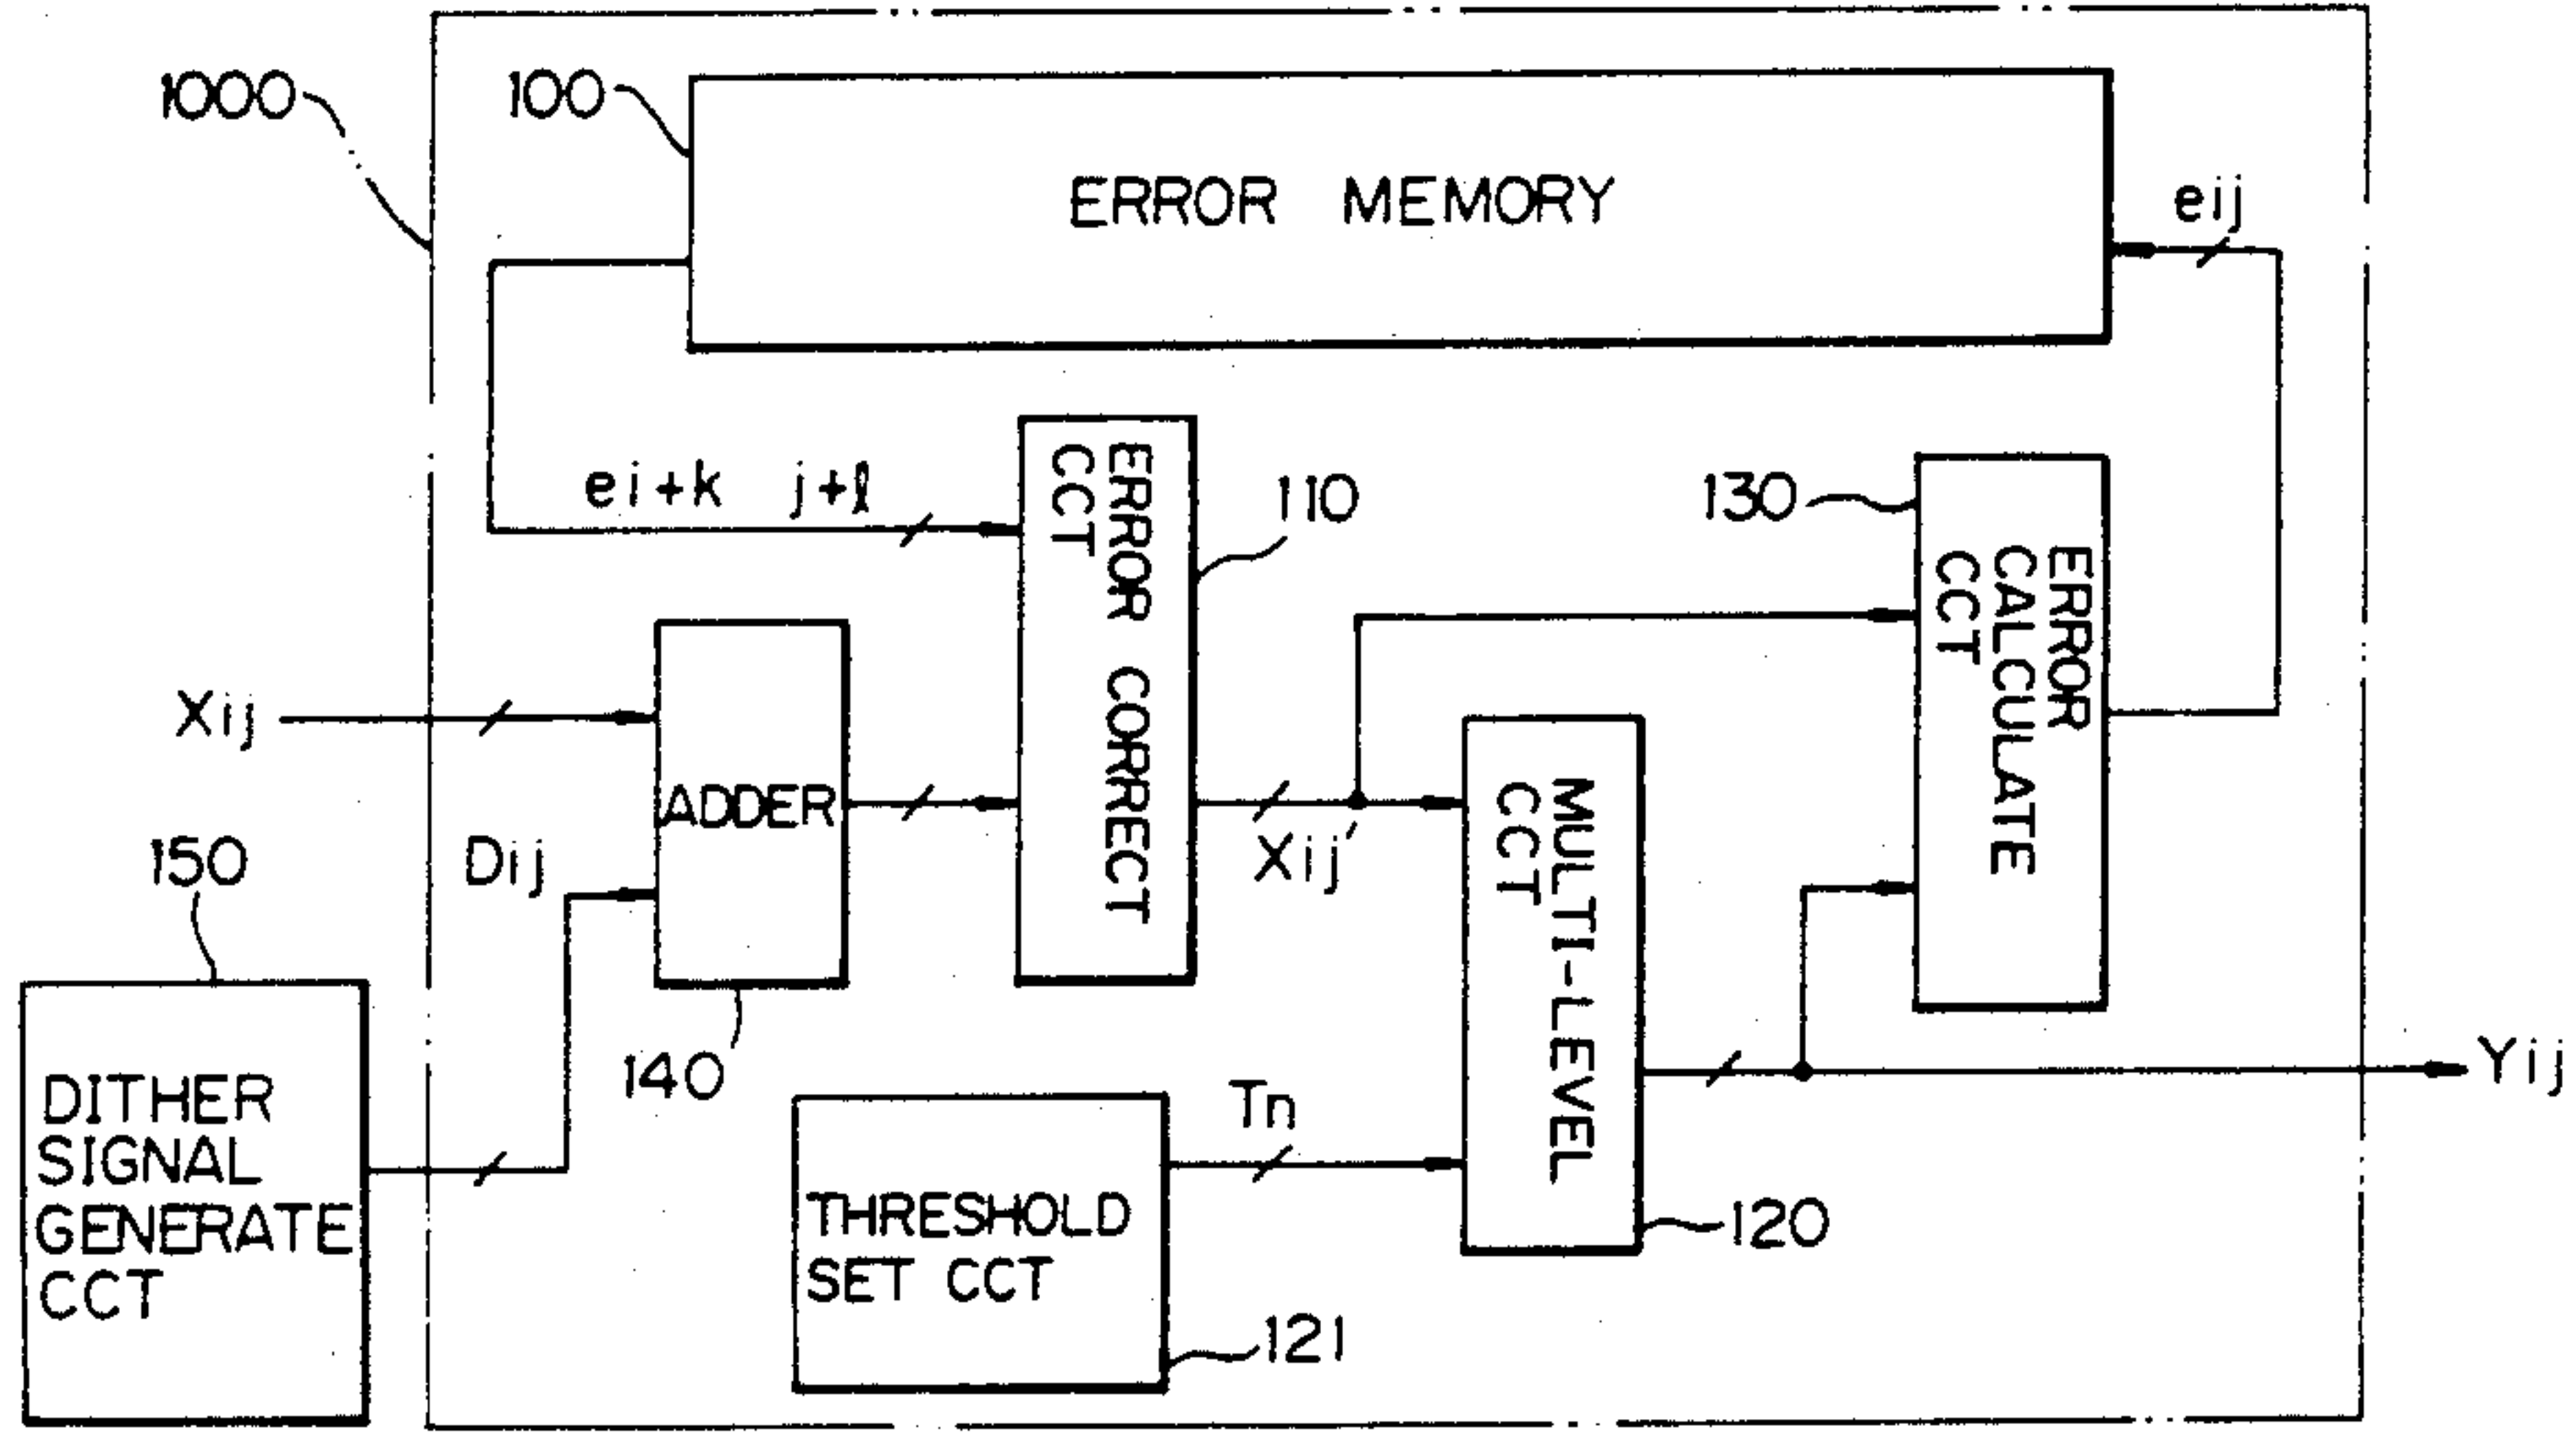 1000
100
ERROR MEMORY
eij
ei+k j+l
ERROR CORRECT
CCT
110
130
ERROR
CALCULATE
CCT
Xij
ADDER
Xij'
MULTI-LEVEL
CCT
150
Dij
140
DITHER
SIGNAL
GENERATE
CCT
Tn
THRESHOLD
SET CCT
120
121
Yij